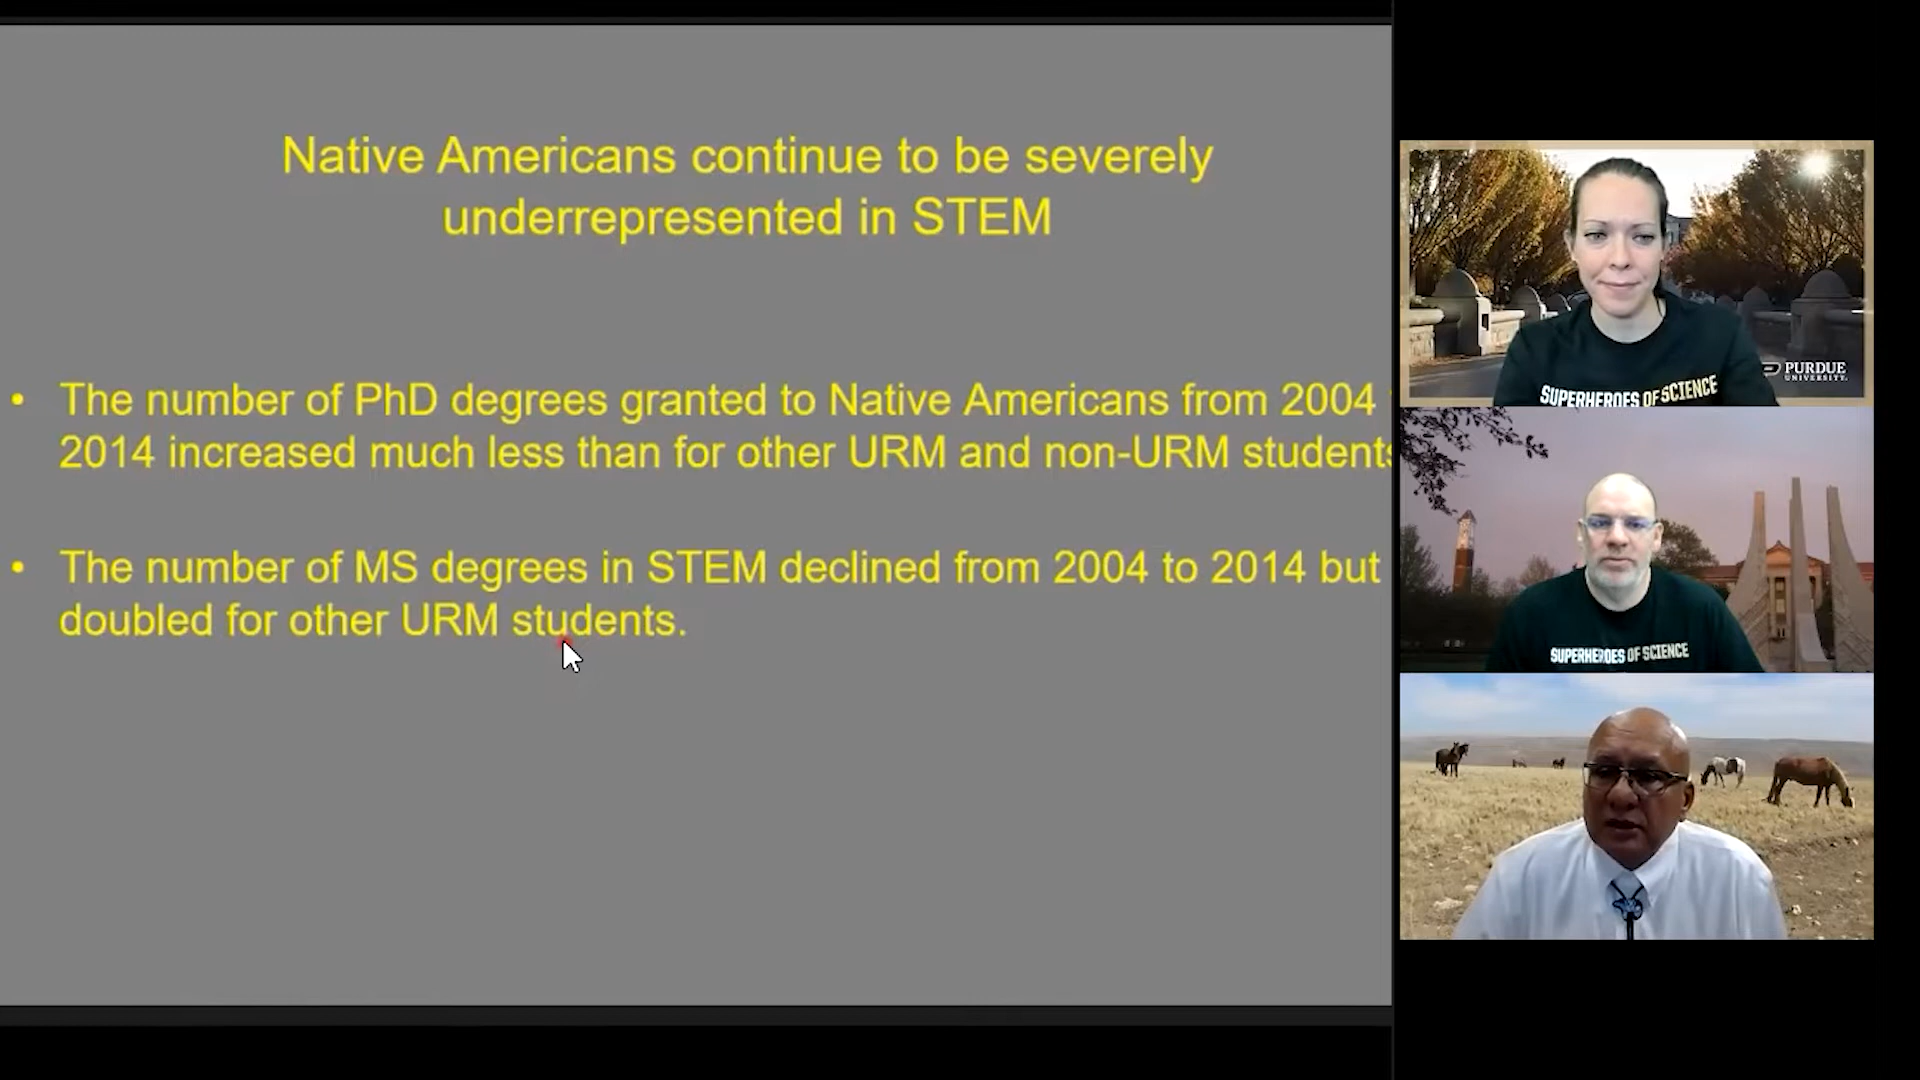 Native Americans continue to be severely
underrepresented in STEM
• The number of PhD degrees granted to Native Americans from 2004
2014 increased much less than for other URM and non-URM students
• The number of MS degrees in STEM declined from 2004 to 2014 but
doubled for other URM students.
PURDUE
UNIVERSITY.
SUPERHEROES OF SCIENCE
SUPERHEROES OF SCIENCE